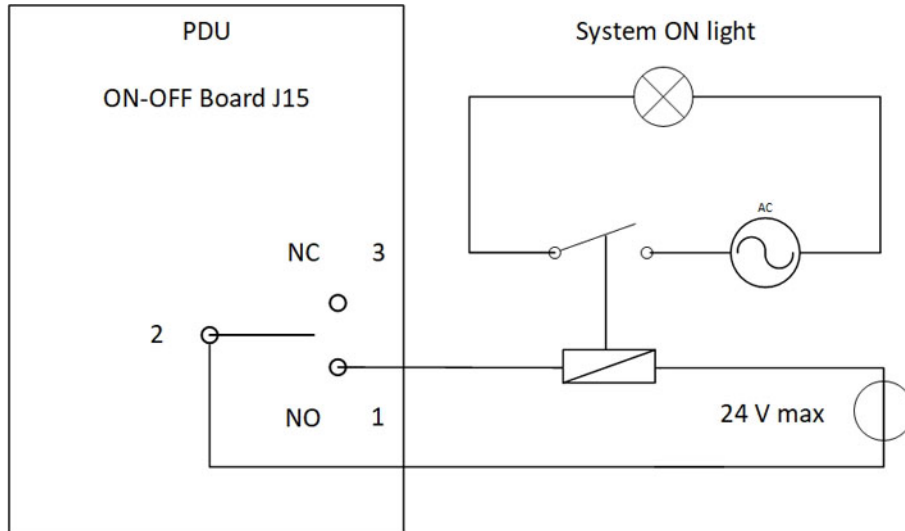 PDU
System ON light
ON-OFF Board J15
AC
NC 3
2
24 V max
NO 1